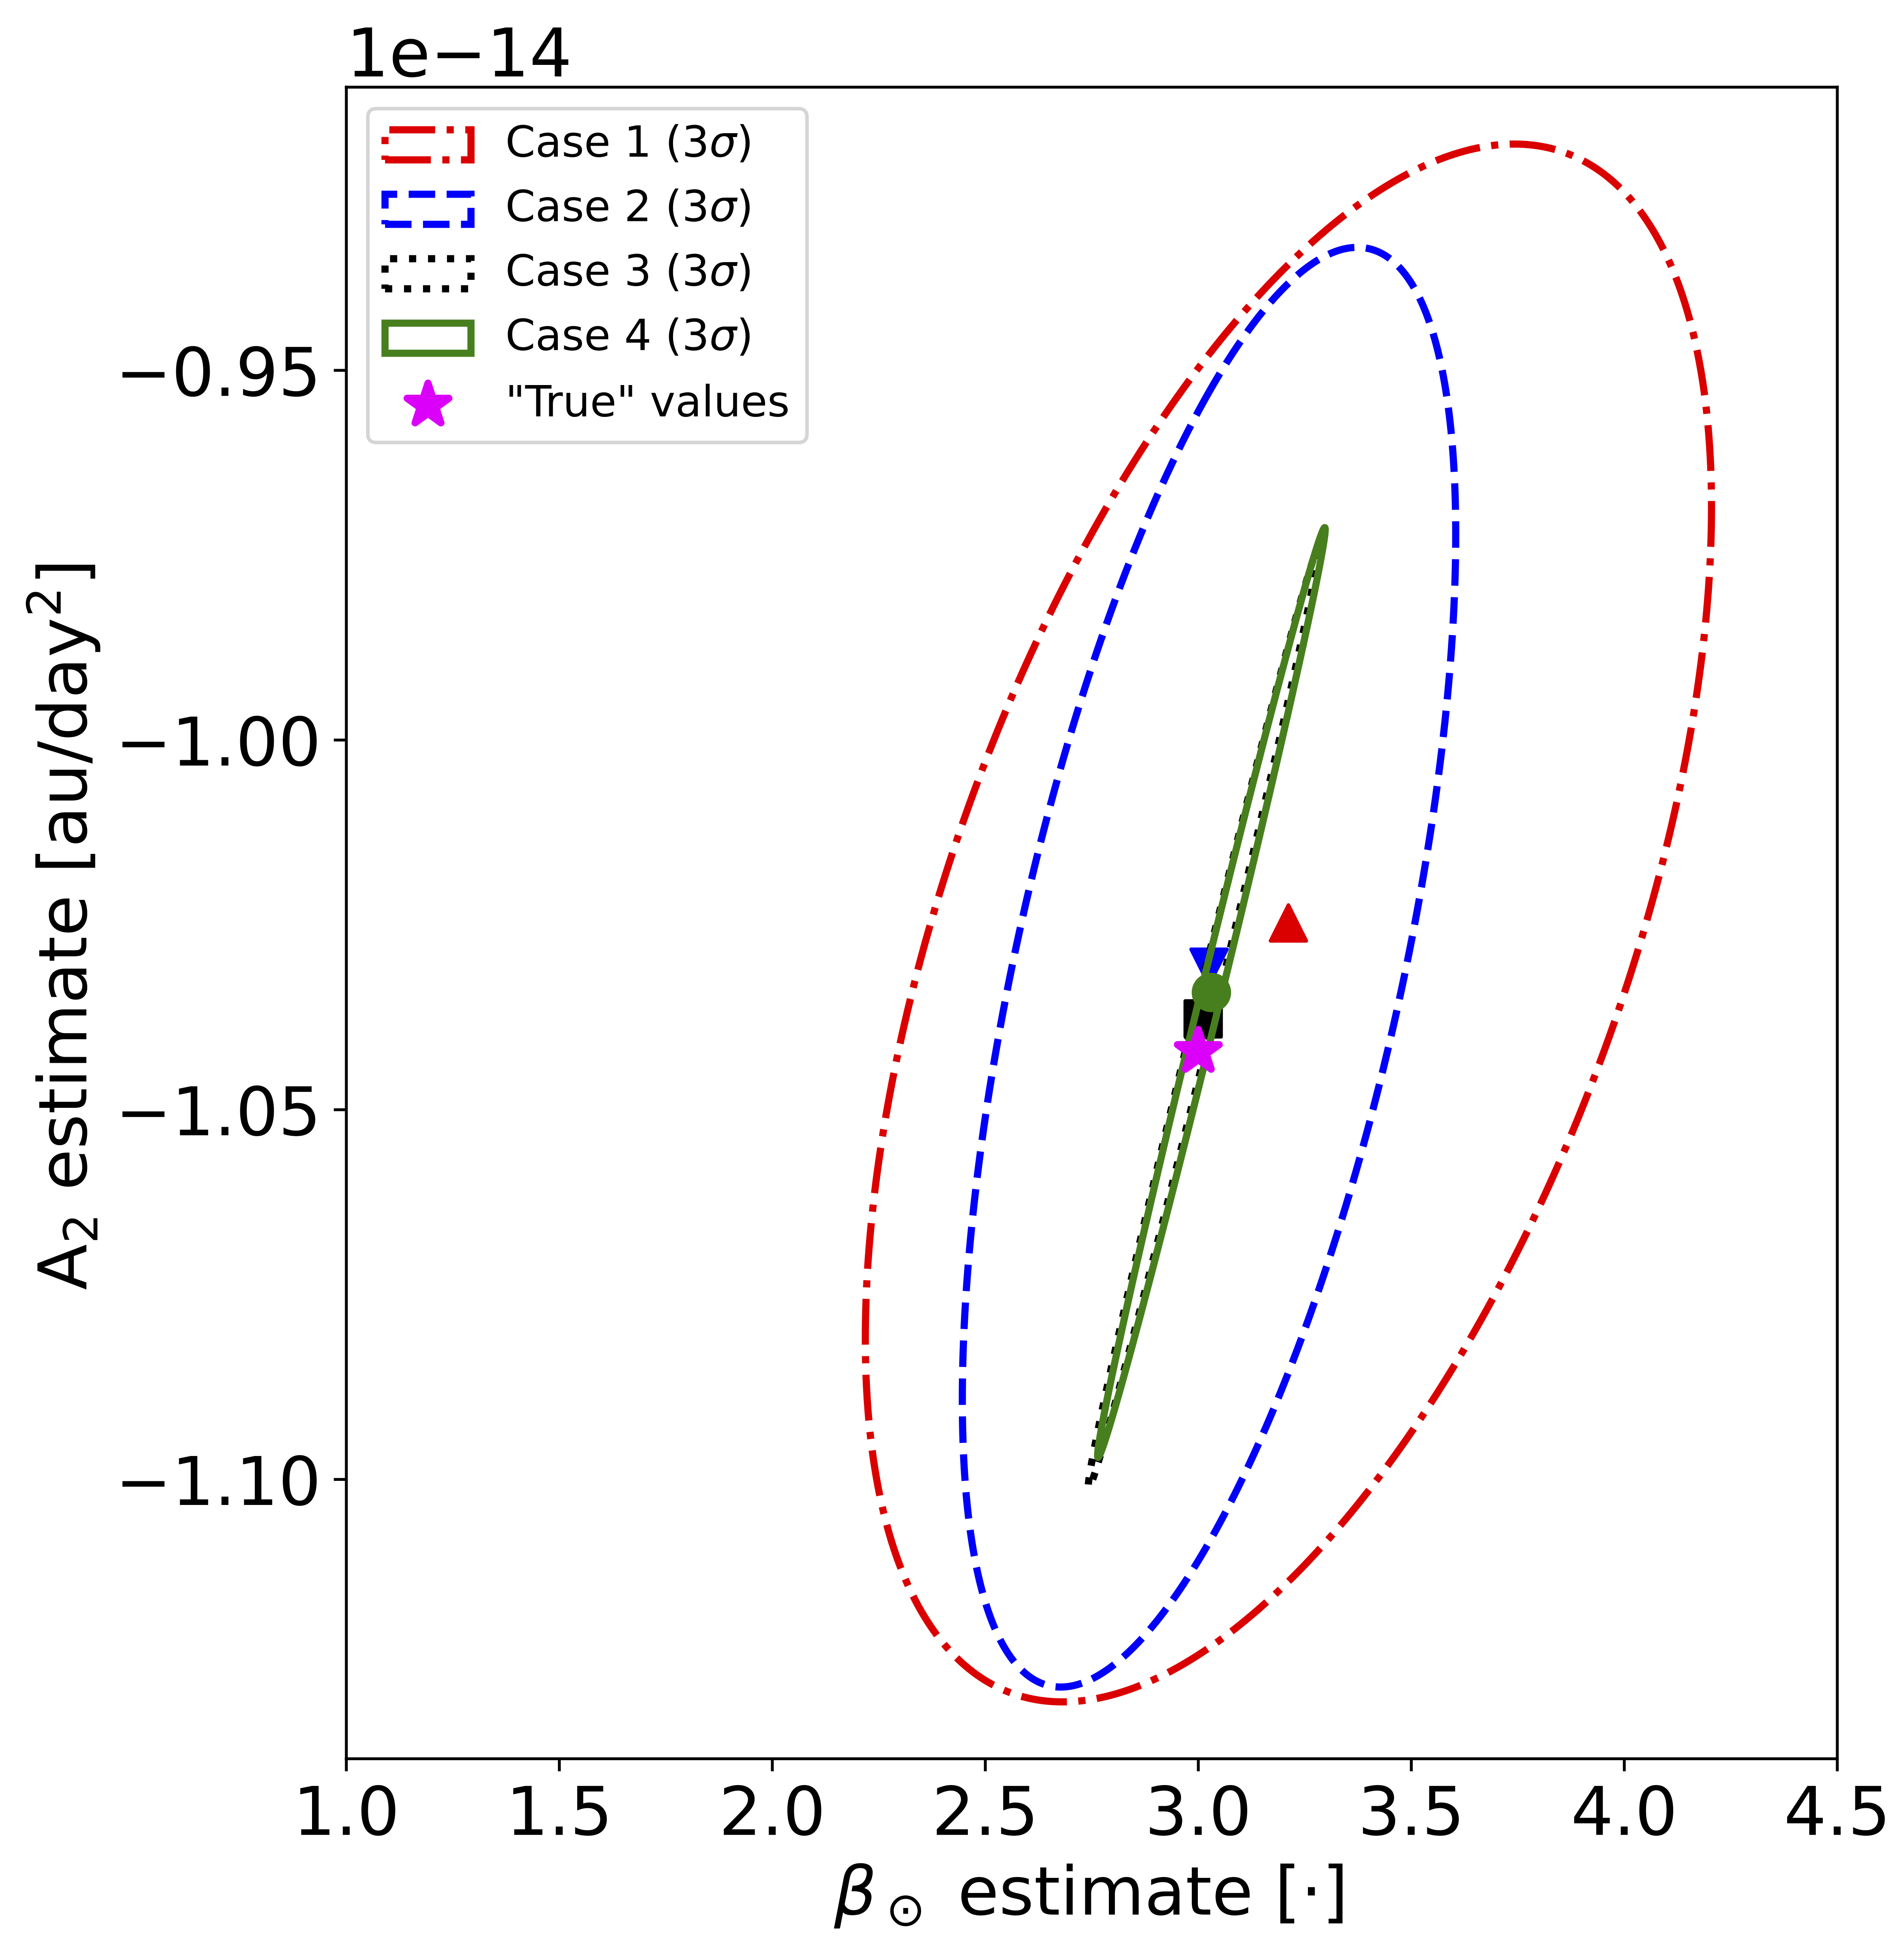 1e−14
Case 1 (3σ)
Case 2 (3σ)
Case 3 (3σ)
Case 4 (3σ)
"True" values
−0.95
−1.00
−1.05
−1.10
A₂ estimate [au/day²]
1.0 1.5 2.0 2.5 3.0 3.5 4.0 4.5
β☉ estimate [·]